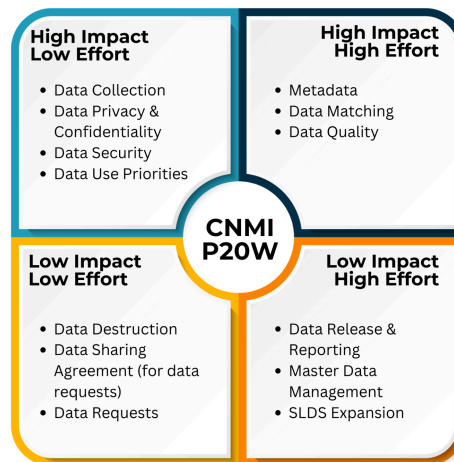 High Impact
Low Effort
• Data Collection
• Data Privacy &
Confidentiality
• Data Security
• Data Use Priorities
High Impact
High Effort
• Metadata
• Data Matching
• Data Quality
CNMI
P20W
Low Impact
Low Effort
• Data Destruction
• Data Sharing
Agreement (for data
requests)
• Data Requests
Low Impact
High Effort
• Data Release &
Reporting
• Master Data
Management
• SLDS Expansion